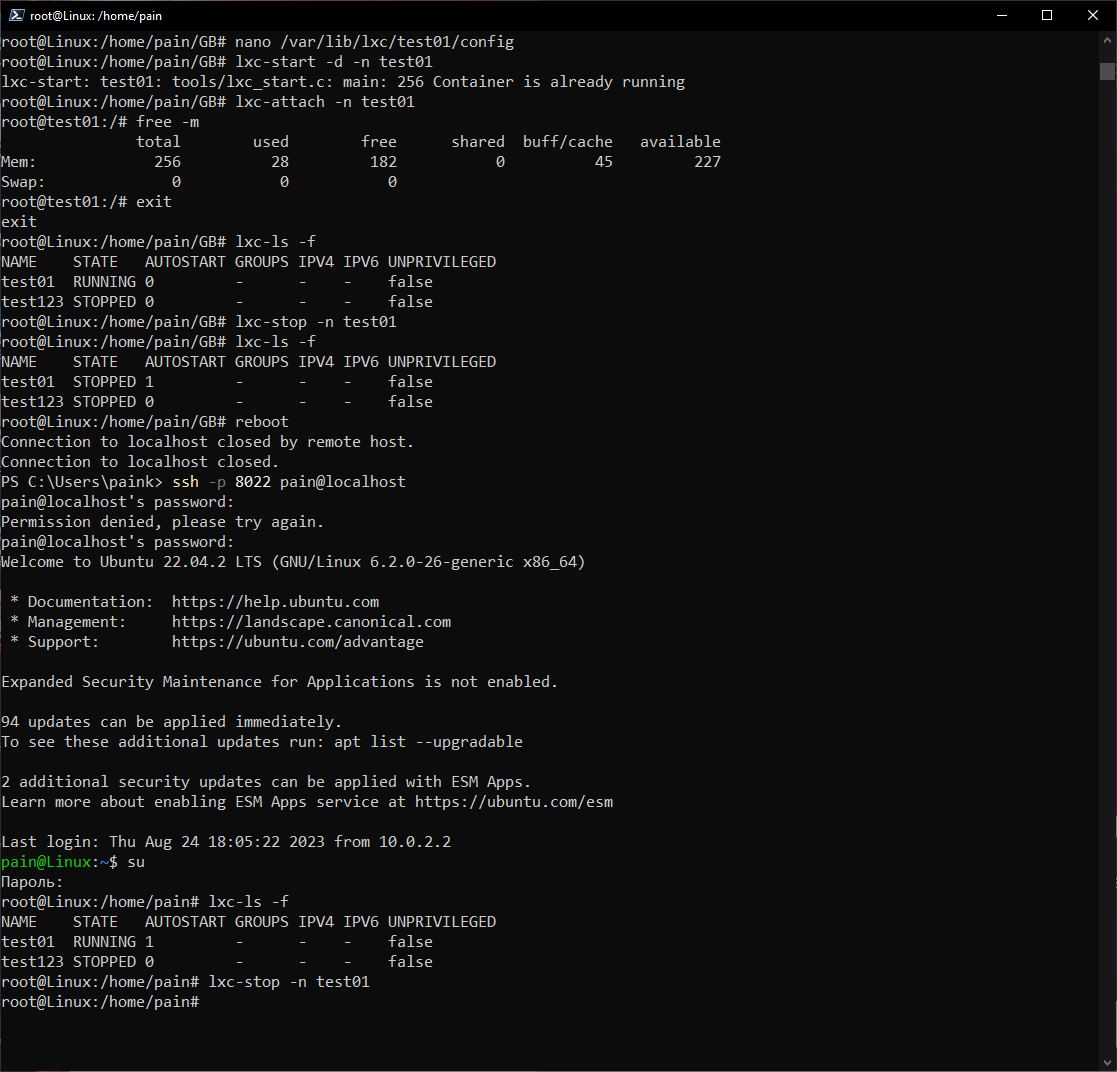 root@Linux: /home/pain
root@Linux:/home/pain/GB# nano /var/lib/lxc/test01/config
root@Linux:/home/pain/GB# lxc-start -d -n test01
lxc-start: test01: tools/lxc_start.c: main: 256 Container is already running
root@Linux:/home/pain/GB# lxc-attach -n test01
root@test01:/# free -m
               total        used        free      shared  buff/cache   available
Mem:             256          28         182           0          45         227
Swap:              0           0           0
root@test01:/# exit
exit
root@Linux:/home/pain/GB# lxc-ls -f
NAME    STATE   AUTOSTART GROUPS IPV4 IPV6 UNPRIVILEGED
test01  RUNNING 0         -      -    -    false
test123 STOPPED 0         -      -    -    false
root@Linux:/home/pain/GB# lxc-stop -n test01
root@Linux:/home/pain/GB# lxc-ls -f
NAME    STATE   AUTOSTART GROUPS IPV4 IPV6 UNPRIVILEGED
test01  STOPPED 1         -      -    -    false
test123 STOPPED 0         -      -    -    false
root@Linux:/home/pain/GB# reboot
Connection to localhost closed by remote host.
Connection to localhost closed.
PS C:\Users\paink> ssh -p 8022 pain@localhost
pain@localhost's password:
Permission denied, please try again.
pain@localhost's password:
Welcome to Ubuntu 22.04.2 LTS (GNU/Linux 6.2.0-26-generic x86_64)
 * Documentation:  https://help.ubuntu.com
 * Management:     https://landscape.canonical.com
 * Support:        https://ubuntu.com/advantage
Expanded Security Maintenance for Applications is not enabled.
94 updates can be applied immediately.
To see these additional updates run: apt list --upgradable
2 additional security updates can be applied with ESM Apps.
Learn more about enabling ESM Apps service at https://ubuntu.com/esm
Last login: Thu Aug 24 18:05:22 2023 from 10.0.2.2
pain@Linux:~$ su
Пароль:
root@Linux:/home/pain# lxc-ls -f
NAME    STATE   AUTOSTART GROUPS IPV4 IPV6 UNPRIVILEGED
test01  RUNNING 1         -      -    -    false
test123 STOPPED 0         -      -    -    false
root@Linux:/home/pain# lxc-stop -n test01
root@Linux:/home/pain#